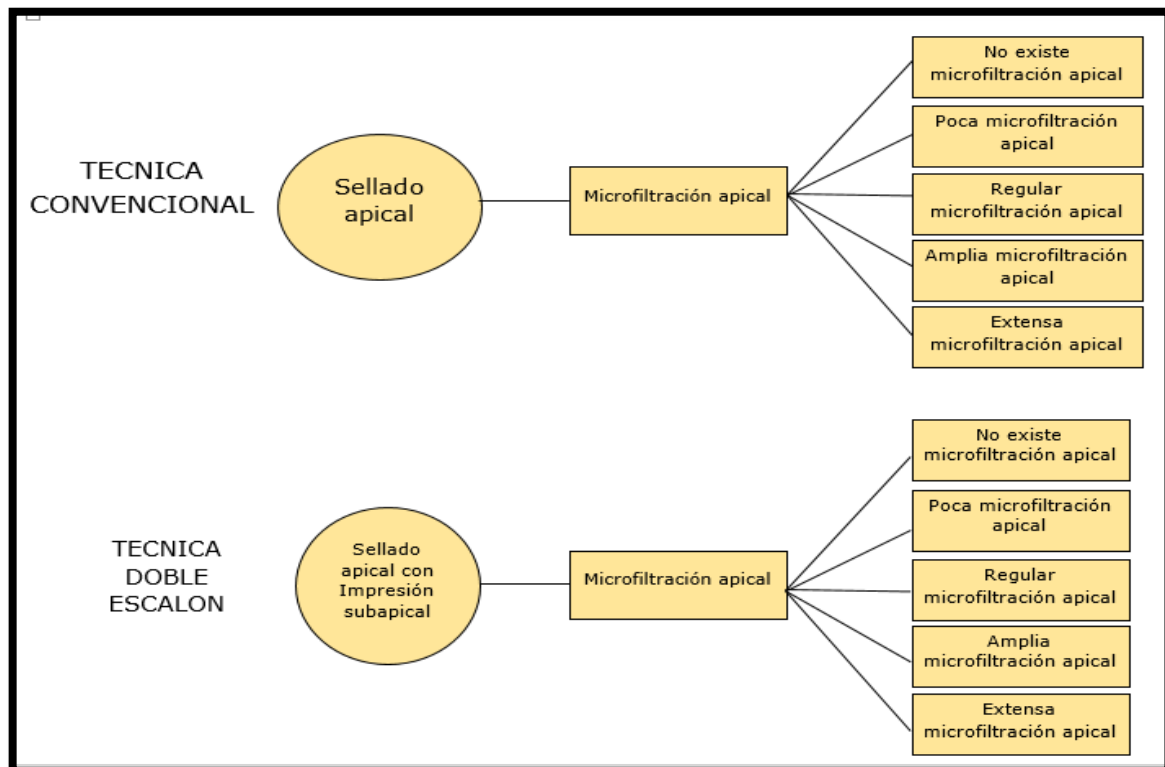 TECNICA
CONVENCIONAL
Sellado
apical
Microfiltración apical
No existe
microfiltración apical
Poca microfiltración
apical
Regular
microfiltración apical
Amplia microfiltración
apical
Extensa
microfiltración apical
TECNICA
DOBLE
ESCALON
Sellado
apical con
Impresión
subapical
Microfiltración apical
No existe
microfiltración apical
Poca microfiltración
apical
Regular
microfiltración apical
Amplia
microfiltración apical
Extensa
microfiltración apical